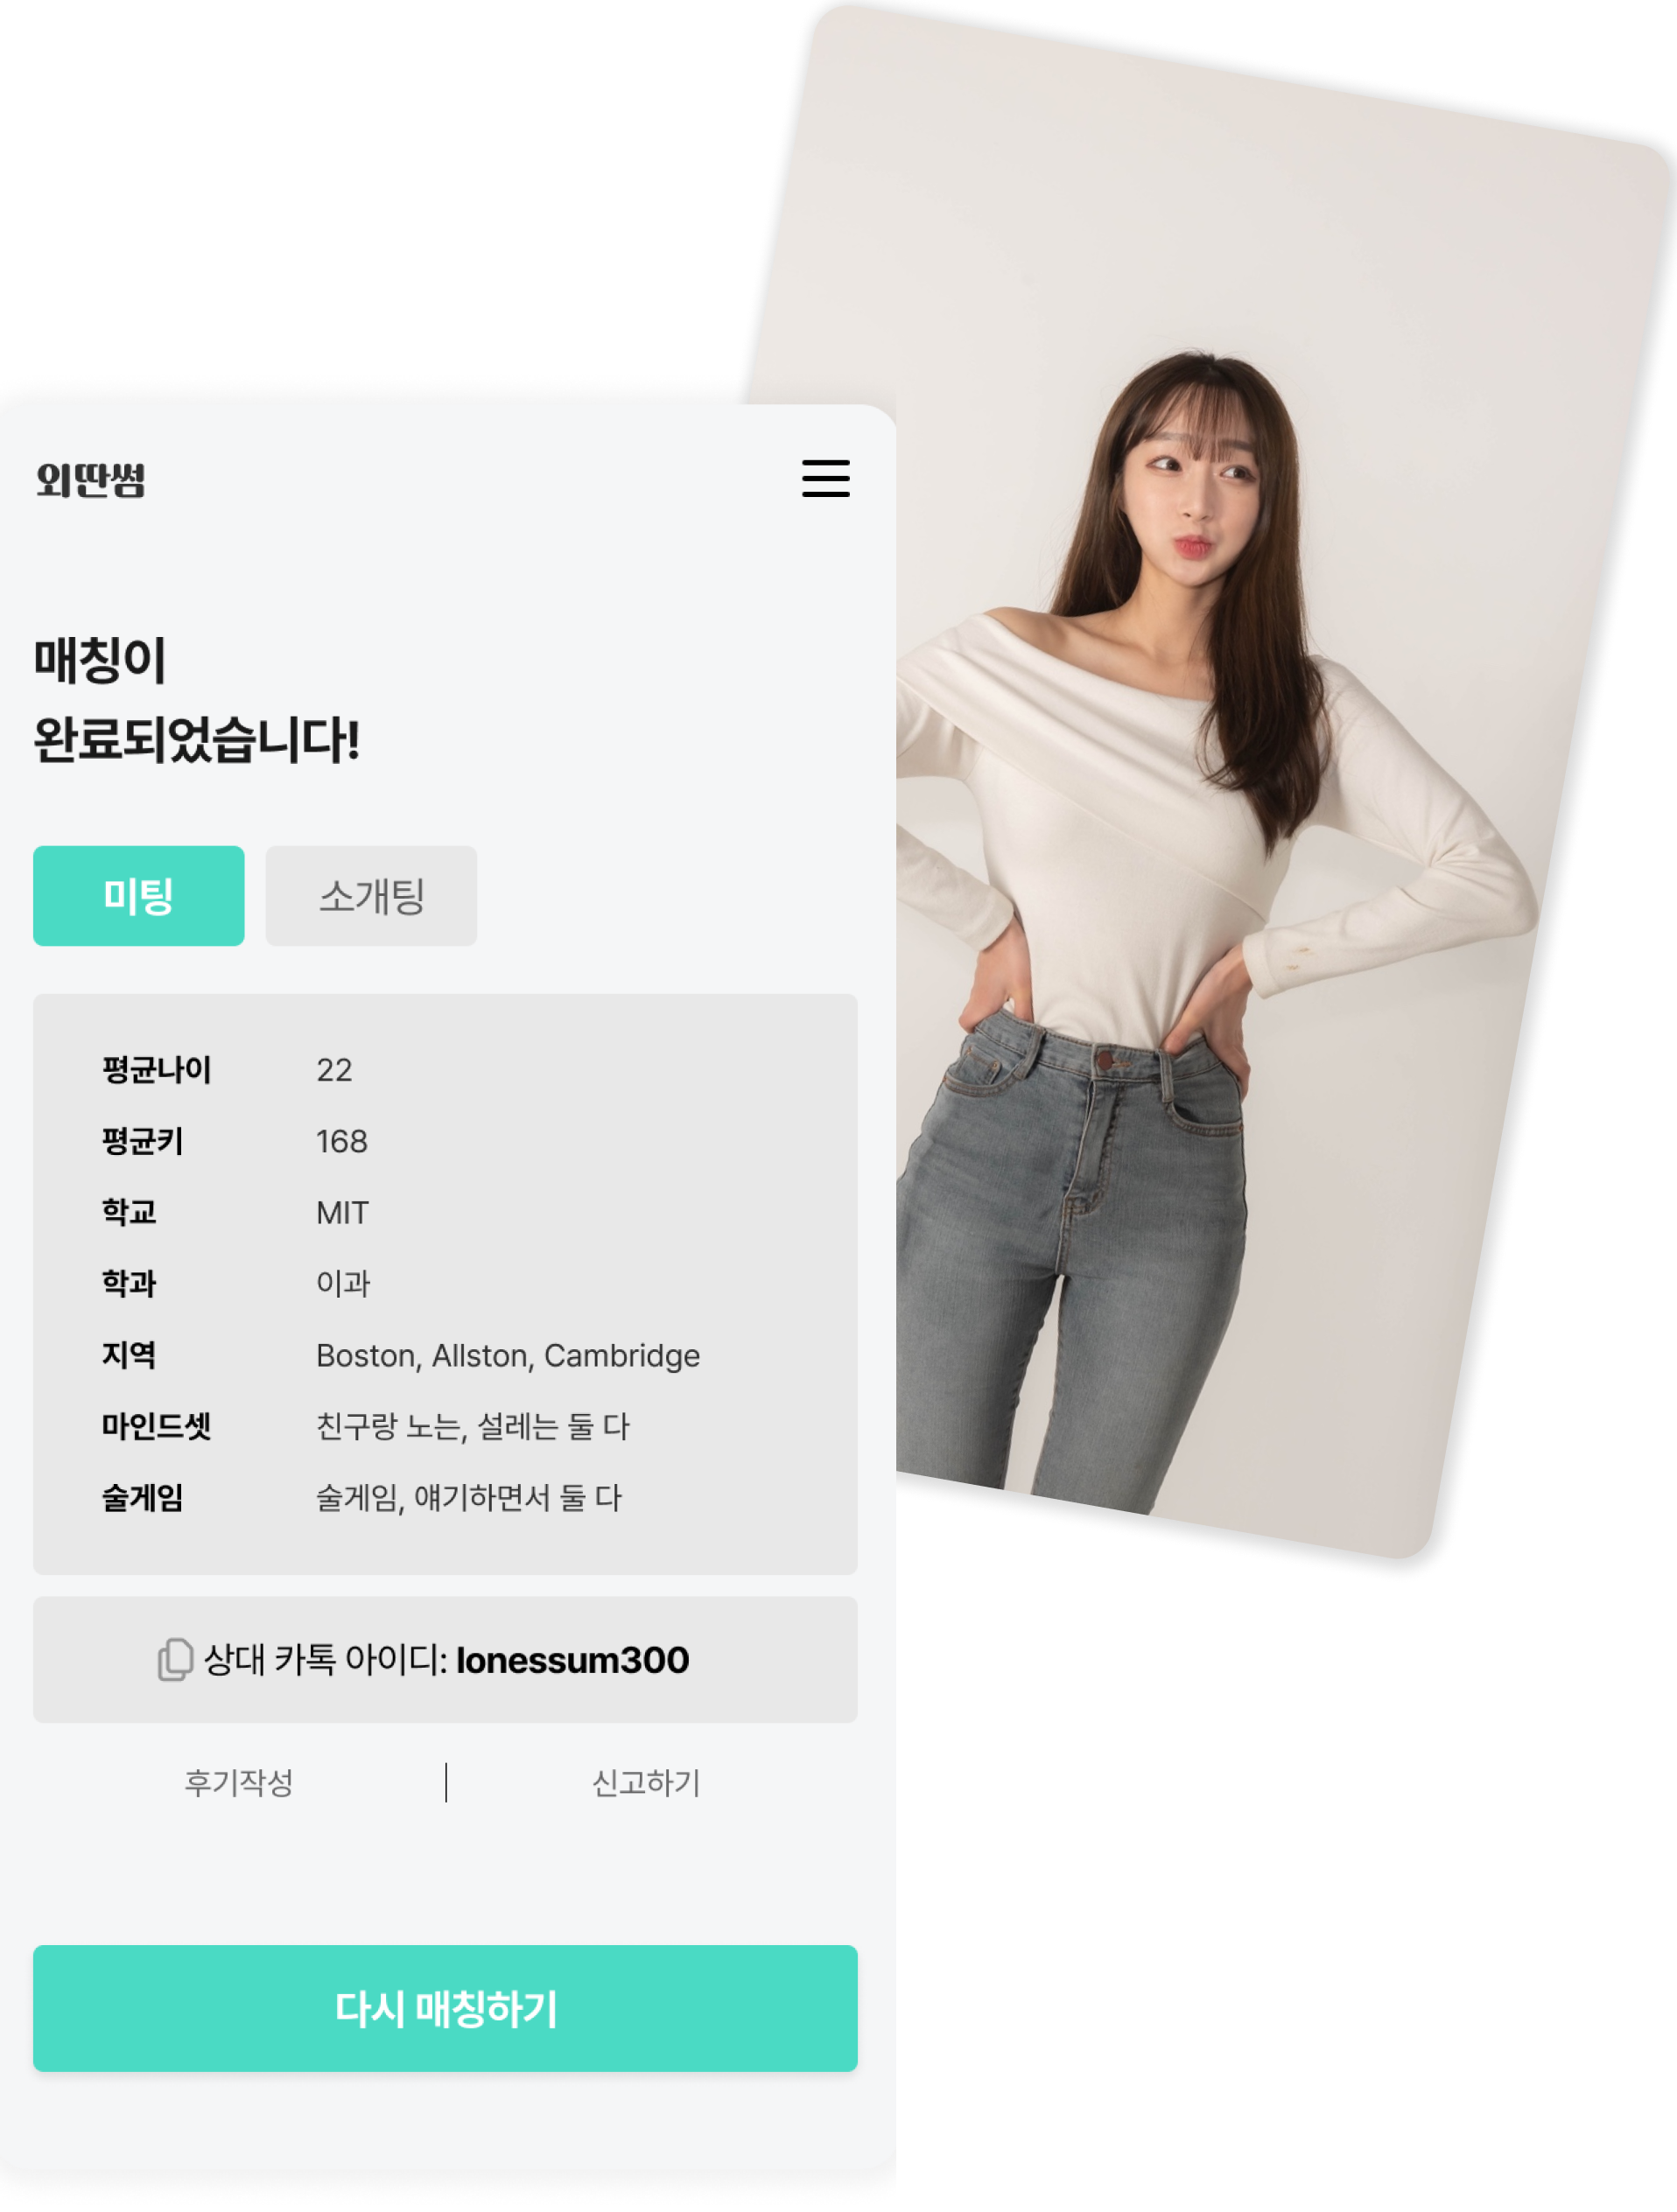 외딴썸
매칭이
완료되었습니다!
미팅 소개팅
평균나이 22
평균키 168
학교 MIT
학과 이과
지역 Boston, Allston, Cambridge
마인드셋 친구랑 노는, 설레는 둘 다
술게임 술게임, 얘기하면서 둘 다
상대 카톡 아이디: lonessum300
후기작성 | 신고하기
다시 매칭하기